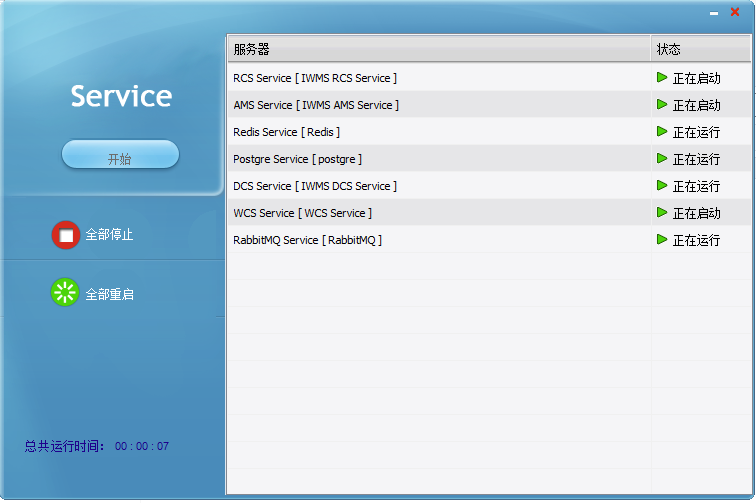 Service
开始
全部停止
全部重启
总共运行时间： 00 : 00 : 07
服务器 状态
RCS Service [ IWMS RCS Service ] 正在启动
AMS Service [ IWMS AMS Service ] 正在启动
Redis Service [ Redis ] 正在运行
Postgre Service [ postgre ] 正在运行
DCS Service [ IWMS DCS Service ] 正在运行
WCS Service [ WCS Service ] 正在启动
RabbitMQ Service [ RabbitMQ ] 正在运行